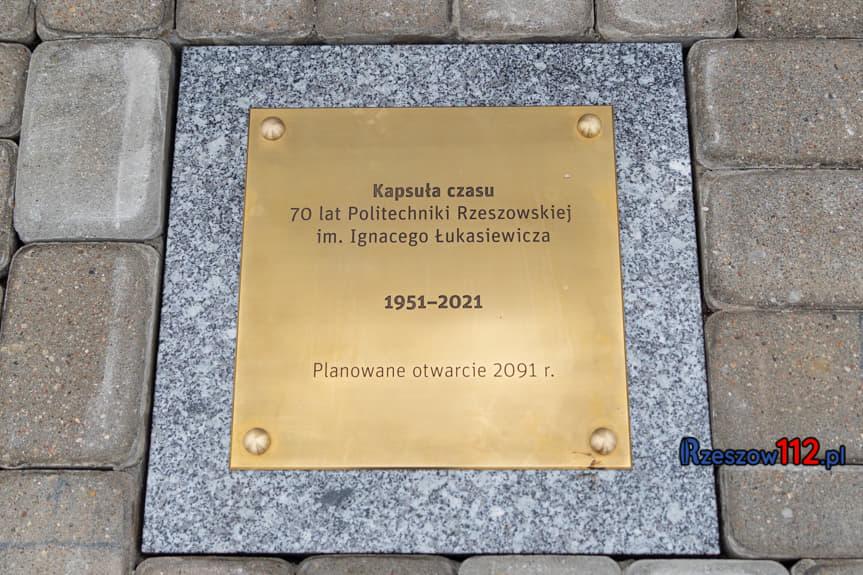 Kapsuła czasu
70 lat Politechniki Rzeszowskiej
im. Ignacego Łukasiewicza
1951–2021
Planowane otwarcie 2091 r.
Rzeszow112.pl